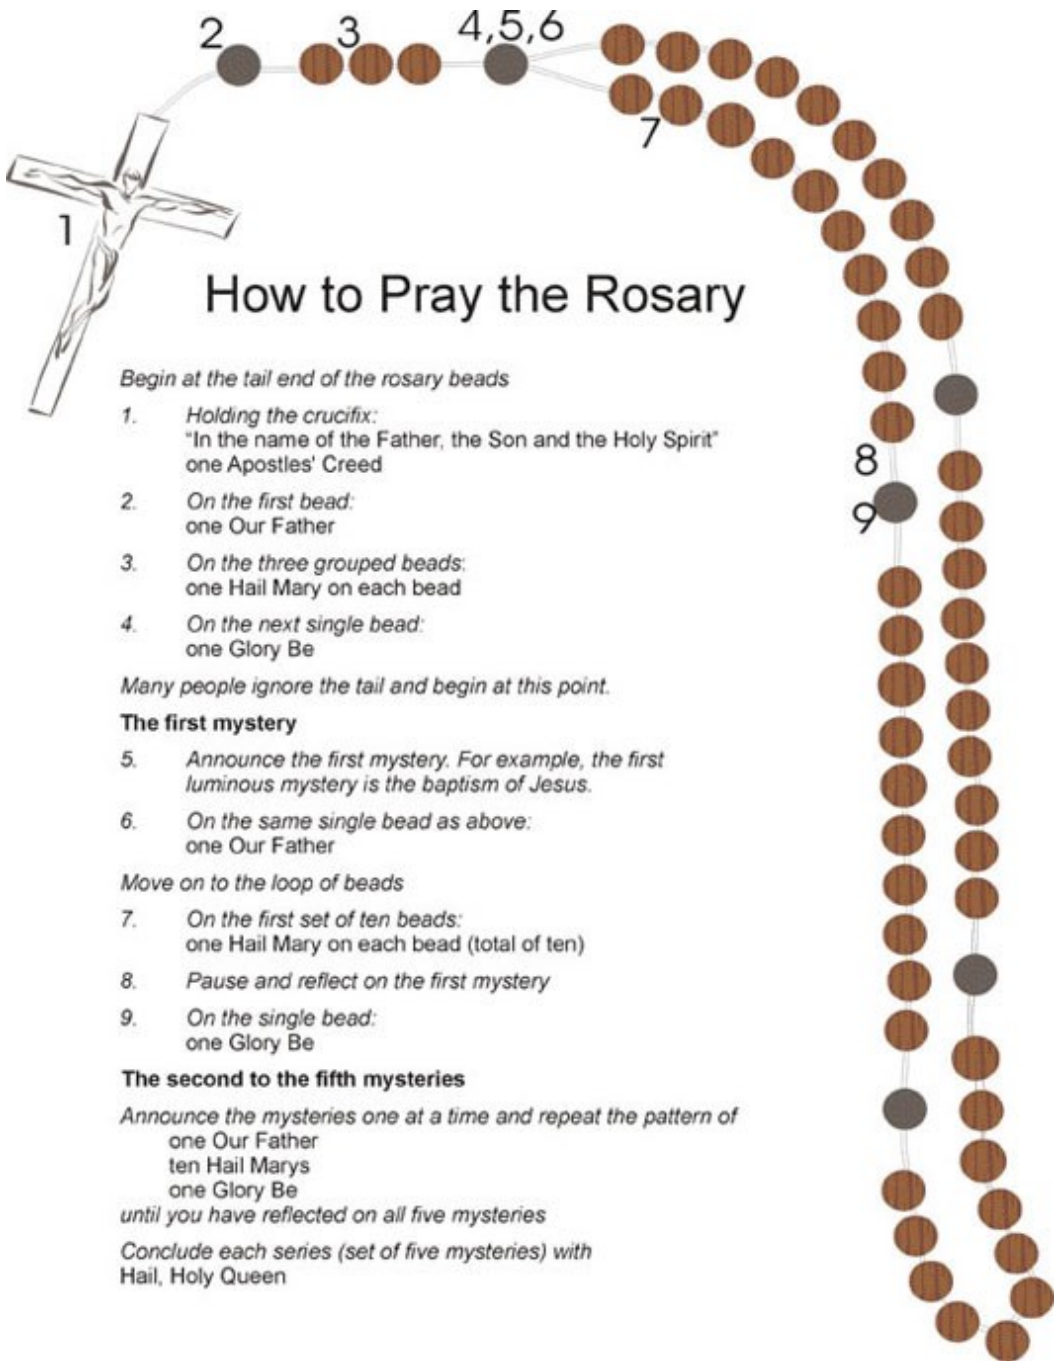 2
3
4,5,6
7
1
How to Pray the Rosary
Begin at the tail end of the rosary beads
1. Holding the crucifix:
"In the name of the Father, the Son and the Holy Spirit"
one Apostles' Creed
2. On the first bead:
one Our Father
3. On the three grouped beads:
one Hail Mary on each bead
8
9
4. On the next single bead:
one Glory Be
Many people ignore the tail and begin at this point.
The first mystery
5. Announce the first mystery. For example, the first
luminous mystery is the baptism of Jesus.
6. On the same single bead as above:
one Our Father
Move on to the loop of beads
7. On the first set of ten beads:
one Hail Mary on each bead (total of ten)
8. Pause and reflect on the first mystery
9. On the single bead:
one Glory Be
The second to the fifth mysteries
Announce the mysteries one at a time and repeat the pattern of
one Our Father
ten Hail Marys
one Glory Be
until you have reflected on all five mysteries
Conclude each series (set of five mysteries) with
Hail, Holy Queen